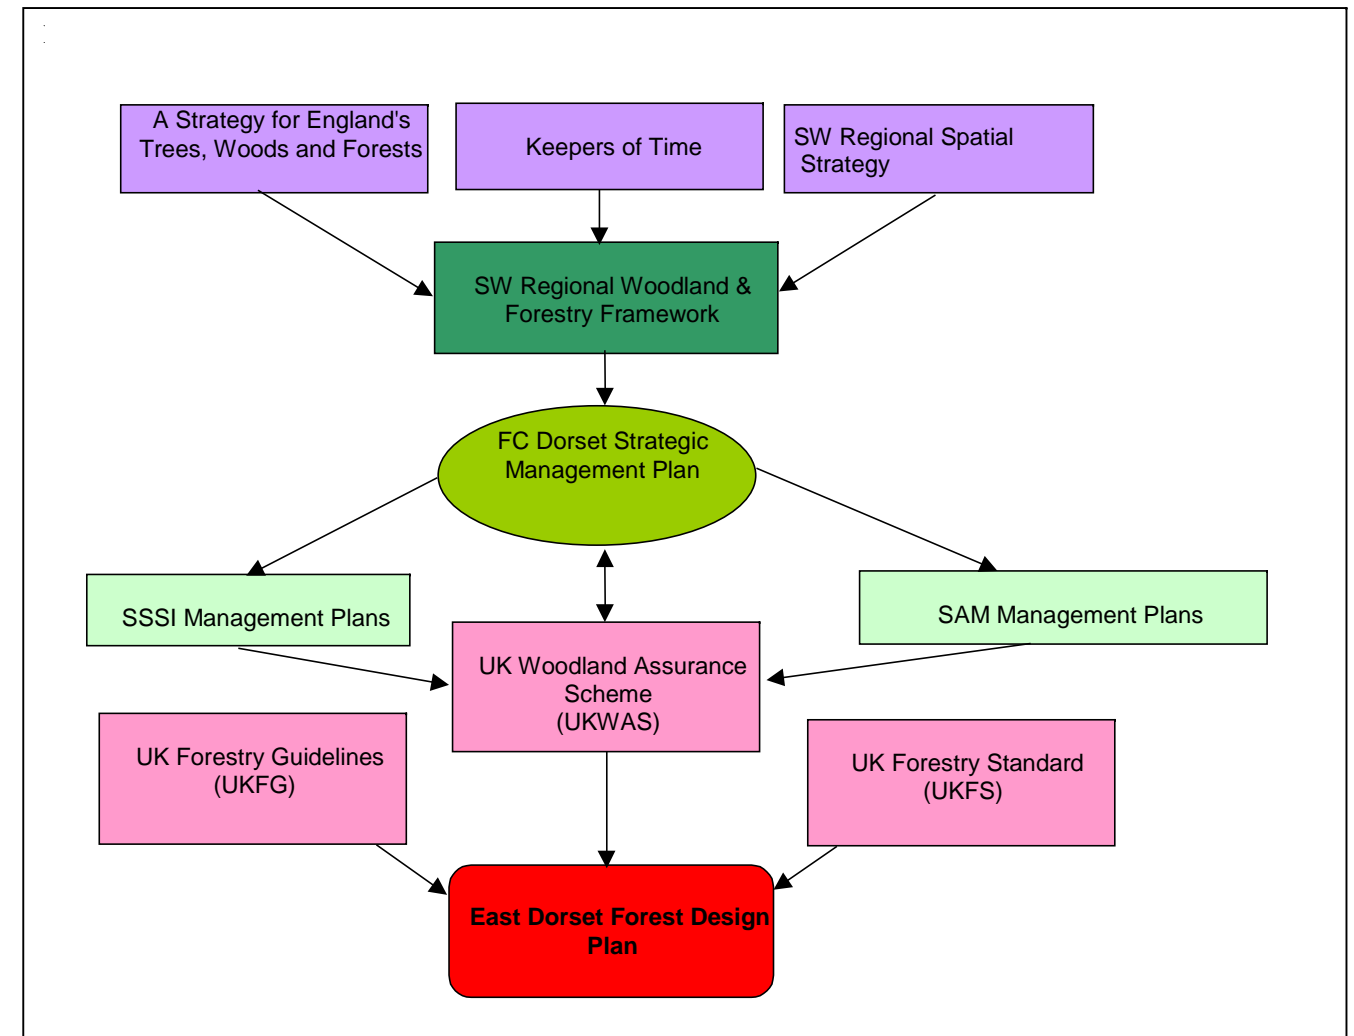 A Strategy for England's
Trees, Woods and Forests
Keepers of Time
SW Regional Spatial
Strategy
SW Regional Woodland &
Forestry Framework
FC Dorset Strategic
Management Plan
SSSI Management Plans
SAM Management Plans
UK Woodland Assurance
Scheme
(UKWAS)
UK Forestry Guidelines
(UKFG)
UK Forestry Standard
(UKFS)
East Dorset Forest Design
Plan